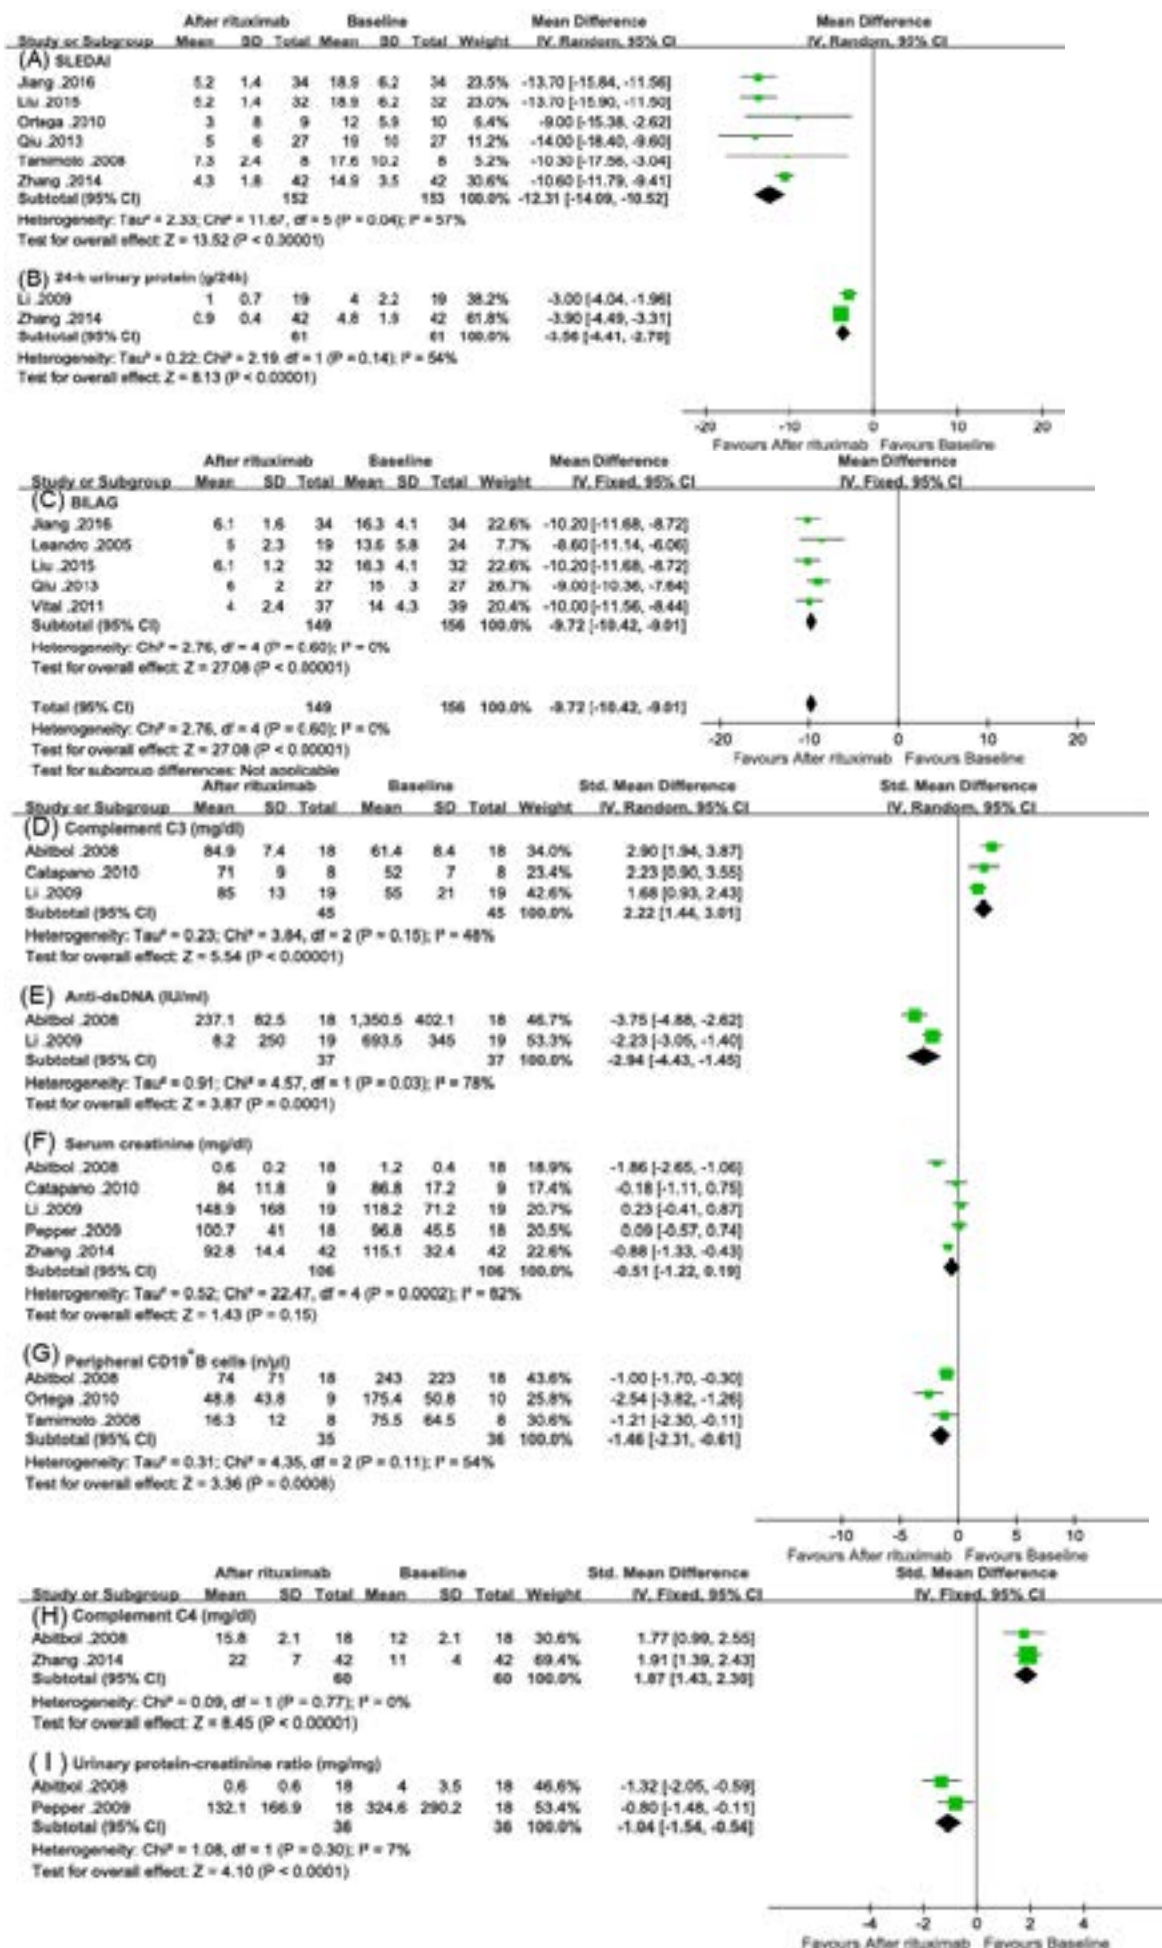 After rituximab Baseline Mean Difference Mean Difference
Study or Subgroup Mean SD Total Mean SD Total Weight IV, Random, 95% CI IV, Random, 95% CI
(A) SLEDAI
Jiang .2016 5.2 1.4 34 18.9 6.2 34 23.5% -13.70 [-15.84, -11.56]
Liu .2015 5.2 1.4 32 18.9 6.2 32 23.0% -13.70 [-15.90, -11.50]
Ortega .2010 3 8 9 12 5.9 10 6.4% -9.00 [-15.38, -2.62]
Qiu .2013 5 6 27 19 10 27 11.2% -14.00 [-18.40, -9.60]
Tamimoto .2008 7.3 2.4 8 17.6 10.2 8 5.2% -10.30 [-17.56, -3.04]
Zhang .2014 4.3 1.8 42 14.9 3.5 42 30.6% -10.60 [-11.79, -9.41]
Subtotal (95% CI) 152 153 100.0% -12.31 [-14.09, -10.52]
Heterogeneity: Tau² = 2.33; Chi² = 11.67, df = 5 (P = 0.04); I² = 57%
Test for overall effect: Z = 13.52 (P < 0.00001)
(B) 24-h urinary protein (g/24h)
Li .2009 1 0.7 19 4 2.2 19 38.2% -3.00 [-4.04, -1.96]
Zhang .2014 0.9 0.4 42 4.8 1.9 42 61.8% -3.90 [-4.49, -3.31]
Subtotal (95% CI) 61 61 100.0% -3.56 [-4.41, -2.70]
Heterogeneity: Tau² = 0.22; Chi² = 2.19, df = 1 (P = 0.14); I² = 54%
Test for overall effect: Z = 8.13 (P < 0.00001)
-20 -10 0 10 20
Favours After rituximab Favours Baseline
After rituximab Baseline Mean Difference Mean Difference
Study or Subgroup Mean SD Total Mean SD Total Weight IV, Fixed, 95% CI IV, Fixed, 95% CI
(C) BILAG
Jiang .2016 6.1 1.6 34 16.3 4.1 34 22.6% -10.20 [-11.68, -8.72]
Leandro .2005 5 2.3 19 13.6 5.8 24 7.7% -8.60 [-11.14, -6.06]
Liu .2015 6.1 1.2 32 16.3 4.1 32 22.6% -10.20 [-11.68, -8.72]
Qiu .2013 6 2 27 15 3 27 26.7% -9.00 [-10.36, -7.64]
Vital .2011 4 2.4 37 14 4.3 39 20.4% -10.00 [-11.56, -8.44]
Subtotal (95% CI) 149 156 100.0% -9.72 [-10.42, -9.01]
Heterogeneity: Chi² = 2.76, df = 4 (P = 0.60); I² = 0%
Test for overall effect: Z = 27.08 (P < 0.00001)
Total (95% CI) 149 156 100.0% -9.72 [-10.42, -9.01]
Heterogeneity: Chi² = 2.76, df = 4 (P = 0.60); I² = 0%
Test for overall effect: Z = 27.08 (P < 0.00001)
Test for subgroup differences: Not applicable
-20 -10 0 10 20
Favours After rituximab Favours Baseline
After rituximab Baseline Std. Mean Difference Std. Mean Difference
Study or Subgroup Mean SD Total Mean SD Total Weight IV, Random, 95% CI IV, Random, 95% CI
(D) Complement C3 (mg/dl)
Abitbol .2008 84.9 7.4 18 61.4 8.4 18 34.0% 2.90 [1.94, 3.87]
Catapano .2010 71 9 8 52 7 8 23.4% 2.23 [0.90, 3.55]
Li .2009 85 13 19 55 21 19 42.6% 1.68 [0.93, 2.43]
Subtotal (95% CI) 45 45 100.0% 2.22 [1.44, 3.01]
Heterogeneity: Tau² = 0.23; Chi² = 3.84, df = 2 (P = 0.15); I² = 48%
Test for overall effect: Z = 5.54 (P < 0.00001)
(E) Anti-dsDNA (IU/ml)
Abitbol .2008 237.1 82.5 18 1,350.5 402.1 18 46.7% -3.75 [-4.88, -2.62]
Li .2009 8.2 250 19 693.5 345 19 53.3% -2.23 [-3.05, -1.40]
Subtotal (95% CI) 37 37 100.0% -2.94 [-4.43, -1.45]
Heterogeneity: Tau² = 0.91; Chi² = 4.57, df = 1 (P = 0.03); I² = 78%
Test for overall effect: Z = 3.87 (P = 0.0001)
(F) Serum creatinine (mg/dl)
Abitbol .2008 0.6 0.2 18 1.2 0.4 18 18.9% -1.86 [-2.65, -1.06]
Catapano .2010 84 11.8 9 86.8 17.2 9 17.4% -0.18 [-1.11, 0.75]
Li .2009 148.9 168 19 118.2 71.2 19 20.7% 0.23 [-0.41, 0.87]
Pepper .2009 100.7 41 18 96.8 45.5 18 20.5% 0.09 [-0.57, 0.74]
Zhang .2014 92.8 14.4 42 115.1 32.4 42 22.6% -0.88 [-1.33, -0.43]
Subtotal (95% CI) 106 106 100.0% -0.51 [-1.22, 0.19]
Heterogeneity: Tau² = 0.52; Chi² = 22.47, df = 4 (P = 0.0002); I² = 82%
Test for overall effect: Z = 1.43 (P = 0.15)
(G) Peripheral CD19⁺B cells (n/μl)
Abitbol .2008 74 71 18 243 223 18 43.6% -1.00 [-1.70, -0.30]
Ortega .2010 48.8 43.8 9 175.4 50.8 10 25.8% -2.54 [-3.82, -1.26]
Tamimoto .2008 16.3 12 8 75.5 64.5 8 30.6% -1.21 [-2.30, -0.11]
Subtotal (95% CI) 35 36 100.0% -1.46 [-2.31, -0.61]
Heterogeneity: Tau² = 0.31; Chi² = 4.35, df = 2 (P = 0.11); I² = 54%
Test for overall effect: Z = 3.36 (P = 0.0008)
-10 -5 0 5 10
Favours After rituximab Favours Baseline
After rituximab Baseline Std. Mean Difference Std. Mean Difference
Study or Subgroup Mean SD Total Mean SD Total Weight IV, Fixed, 95% CI IV, Fixed, 95% CI
(H) Complement C4 (mg/dl)
Abitbol .2008 15.8 2.1 18 12 2.1 18 30.6% 1.77 [0.99, 2.55]
Zhang .2014 22 7 42 11 4 42 69.4% 1.91 [1.39, 2.43]
Subtotal (95% CI) 60 60 100.0% 1.87 [1.43, 2.30]
Heterogeneity: Chi² = 0.09, df = 1 (P = 0.77); I² = 0%
Test for overall effect: Z = 8.45 (P < 0.00001)
(I) Urinary protein-creatinine ratio (mg/mg)
Abitbol .2008 0.6 0.6 18 4 3.5 18 46.6% -1.32 [-2.05, -0.59]
Pepper .2009 132.1 166.9 18 324.6 290.2 18 53.4% -0.80 [-1.48, -0.11]
Subtotal (95% CI) 36 36 100.0% -1.04 [-1.54, -0.54]
Heterogeneity: Chi² = 1.08, df = 1 (P = 0.30); I² = 7%
Test for overall effect: Z = 4.10 (P < 0.0001)
-4 -2 0 2 4
Favours After rituximab Favours Baseline